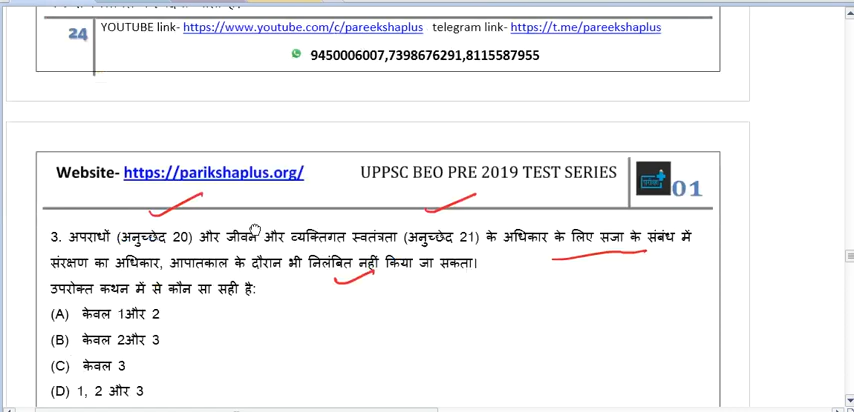 24
YOUTUBE link- https://www.youtube.com/c/pareekshaplus telegram link- https://t.me/pareekshaplus
9450006007,7398676291,8115587955
Website- https://parikshaplus.org/ UPPSC BEO PRE 2019 TEST SERIES 01
3. अपराधों (अनुच्छेद 20) और जीवन और व्यक्तिगत स्वतंत्रता (अनुच्छेद 21) के अधिकार के लिए सजा के संबंध में
संरक्षण का अधिकार, आपातकाल के दौरान भी निलंबित नहीं किया जा सकता।
उपरोक्त कथन में से कौन सा सही है:
(A) केवल 1और 2
(B) केवल 2और 3
(C) केवल 3
(D) 1, 2 और 3